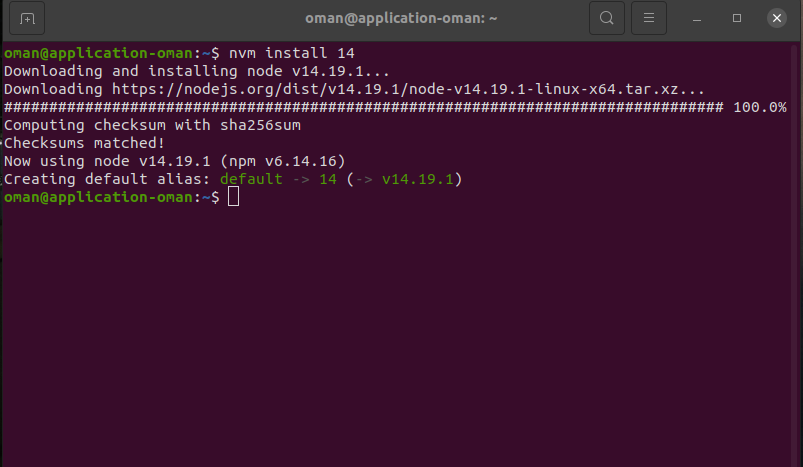 oman@application-oman: ~
oman@application-oman:~$ nvm install 14
Downloading and installing node v14.19.1...
Downloading https://nodejs.org/dist/v14.19.1/node-v14.19.1-linux-x64.tar.xz...
################################################################################ 100.0%
Computing checksum with sha256sum
Checksums matched!
Now using node v14.19.1 (npm v6.14.16)
Creating default alias: default -> 14 (-> v14.19.1)
oman@application-oman:~$